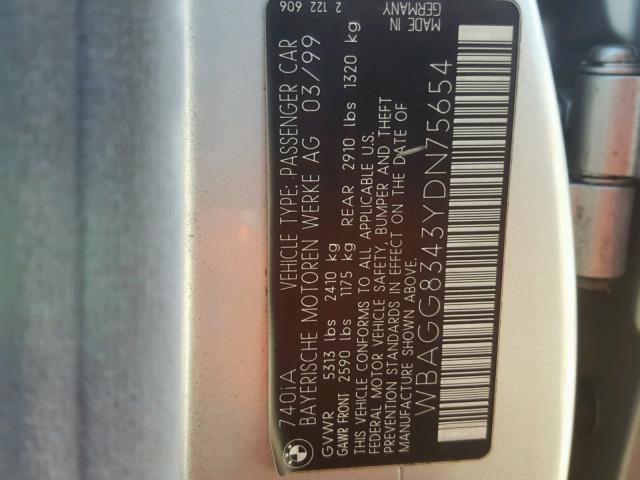 740iA VEHICLE TYPE: PASSENGER CAR
BAYERISCHE MOTOREN WERKE AG 03/99
GVWR 5313 lbs 2410 kg
GAWR FRONT 2590 lbs 1175 kg REAR 2910 lbs 1320 kg
THIS VEHICLE CONFORMS TO ALL APPLICABLE U.S.
FEDERAL MOTOR VEHICLE SAFETY, BUMPER AND THEFT
PREVENTION STANDARDS IN EFFECT ON THE DATE OF
MANUFACTURE SHOWN ABOVE.
WBAGG8343YDN75654
2 122 606
MADE IN
GERMANY